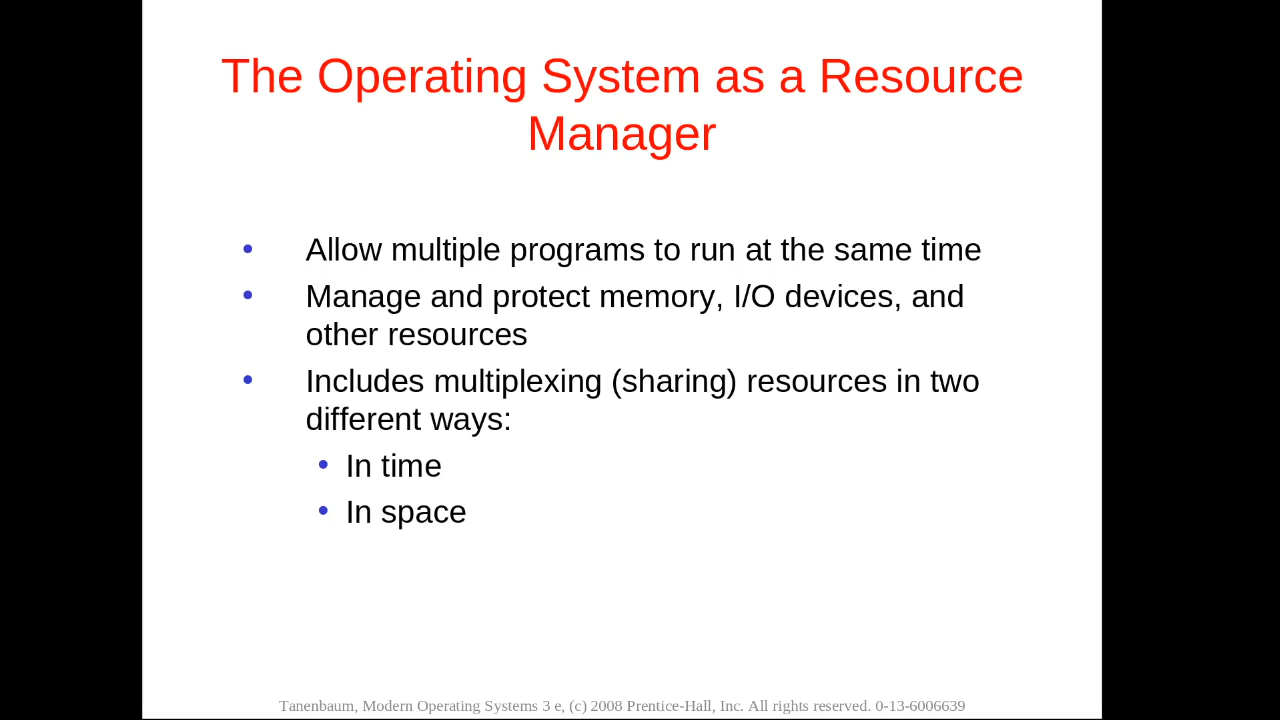 The Operating System as a Resource
Manager
• Allow multiple programs to run at the same time
• Manage and protect memory, I/O devices, and
other resources
• Includes multiplexing (sharing) resources in two
different ways:
• In time
• In space
Tanenbaum, Modern Operating Systems 3 e, (c) 2008 Prentice-Hall, Inc. All rights reserved. 0-13-6006639